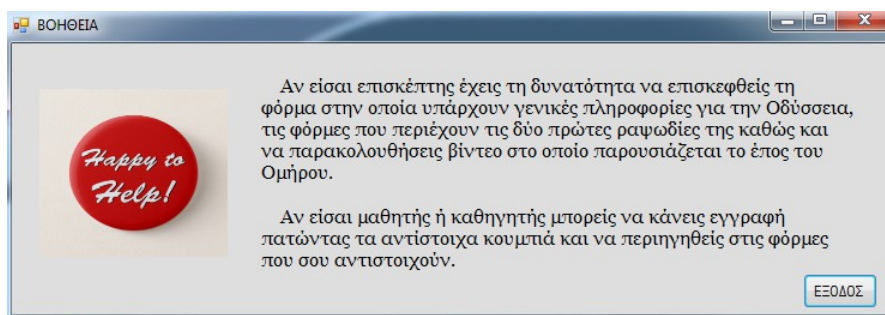 ΒΟΗΘΕΙΑ
Αν είσαι επισκέπτης έχεις τη δυνατότητα να επισκεφθείς τη
φόρμα στην οποία υπάρχουν γενικές πληροφορίες για την Οδύσσεια,
τις φόρμες που περιέχουν τις δύο πρώτες ραψωδίες της καθώς και
να παρακολουθήσεις βίντεο στο οποίο παρουσιάζεται το έπος του
Ομήρου.
Αν είσαι μαθητής ή καθηγητής μπορείς να κάνεις εγγραφή
πατώντας τα αντίστοιχα κουμπιά και να περιηγηθείς στις φόρμες
που σου αντιστοιχούν.
Happy to
Help!
ΕΞΟΔΟΣ